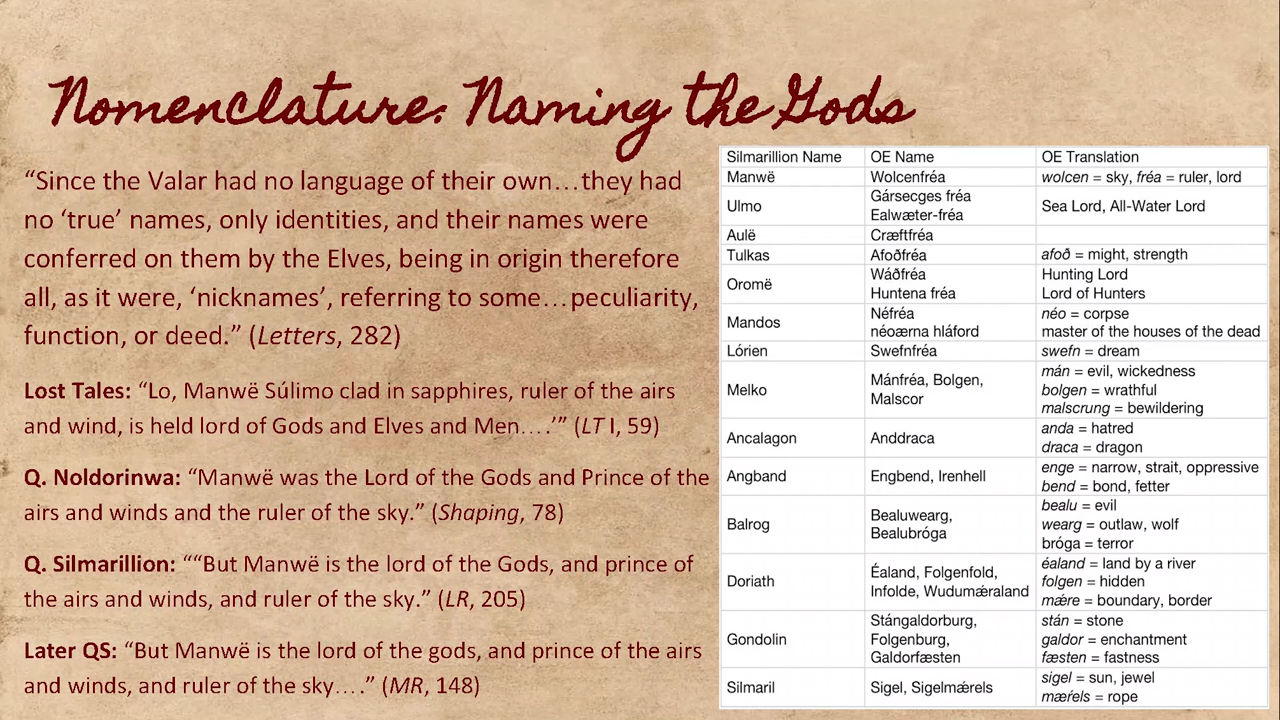 Nomenclature: Naming the Gods
“Since the Valar had no language of their own…they had
no ‘true’ names, only identities, and their names were
conferred on them by the Elves, being in origin therefore
all, as it were, ‘nicknames’, referring to some…peculiarity,
function, or deed.” (Letters, 282)
Lost Tales: “Lo, Manwë Súlimo clad in sapphires, ruler of the airs
and wind, is held lord of Gods and Elves and Men….’” (LT I, 59)
Q. Noldorinwa: “Manwë was the Lord of the Gods and Prince of the
airs and winds and the ruler of the sky.” (Shaping, 78)
Q. Silmarillion: ““But Manwë is the lord of the Gods, and prince of
the airs and winds, and ruler of the sky.” (LR, 205)
Later QS: “But Manwë is the lord of the gods, and prince of the airs
and winds, and ruler of the sky….” (MR, 148)
Silmarillion Name OE Name OE Translation
Manwë Wolcenfréa wolcen = sky, fréa = ruler, lord
Ulmo Gársecges fréa Sea Lord, All-Water Lord
Ealwæter-fréa
Aulë Cræftfréa
Tulkas Afoðfréa afoð = might, strength
Oromë Wáðfréa Hunting Lord
Huntena fréa Lord of Hunters
Mandos Néfréa néo = corpse
néoærna hláford master of the houses of the dead
Lórien Swefnfréa swefn = dream
Melko Mánfréa, Bolgen, mán = evil, wickedness
Malscor bolgen = wrathful
malscrung = bewildering
Ancalagon Anddraca anda = hatred
draca = dragon
Angband Engbend, Irenhell enge = narrow, strait, oppressive
bend = bond, fetter
Balrog Bealuwearg, bealu = evil
Bealubróga wearg = outlaw, wolf
bróga = terror
Doriath Éaland, Folgenfold, éaland = land by a river
Infolde, Wudumǽraland folgen = hidden
mǽre = boundary, border
Gondolin Stángaldorburg, stán = stone
Folgenburg, galdor = enchantment
Galdorfæsten fæsten = fastness
Silmaril Sigel, Sigelmǽrels sigel = sun, jewel
mæŕels = rope